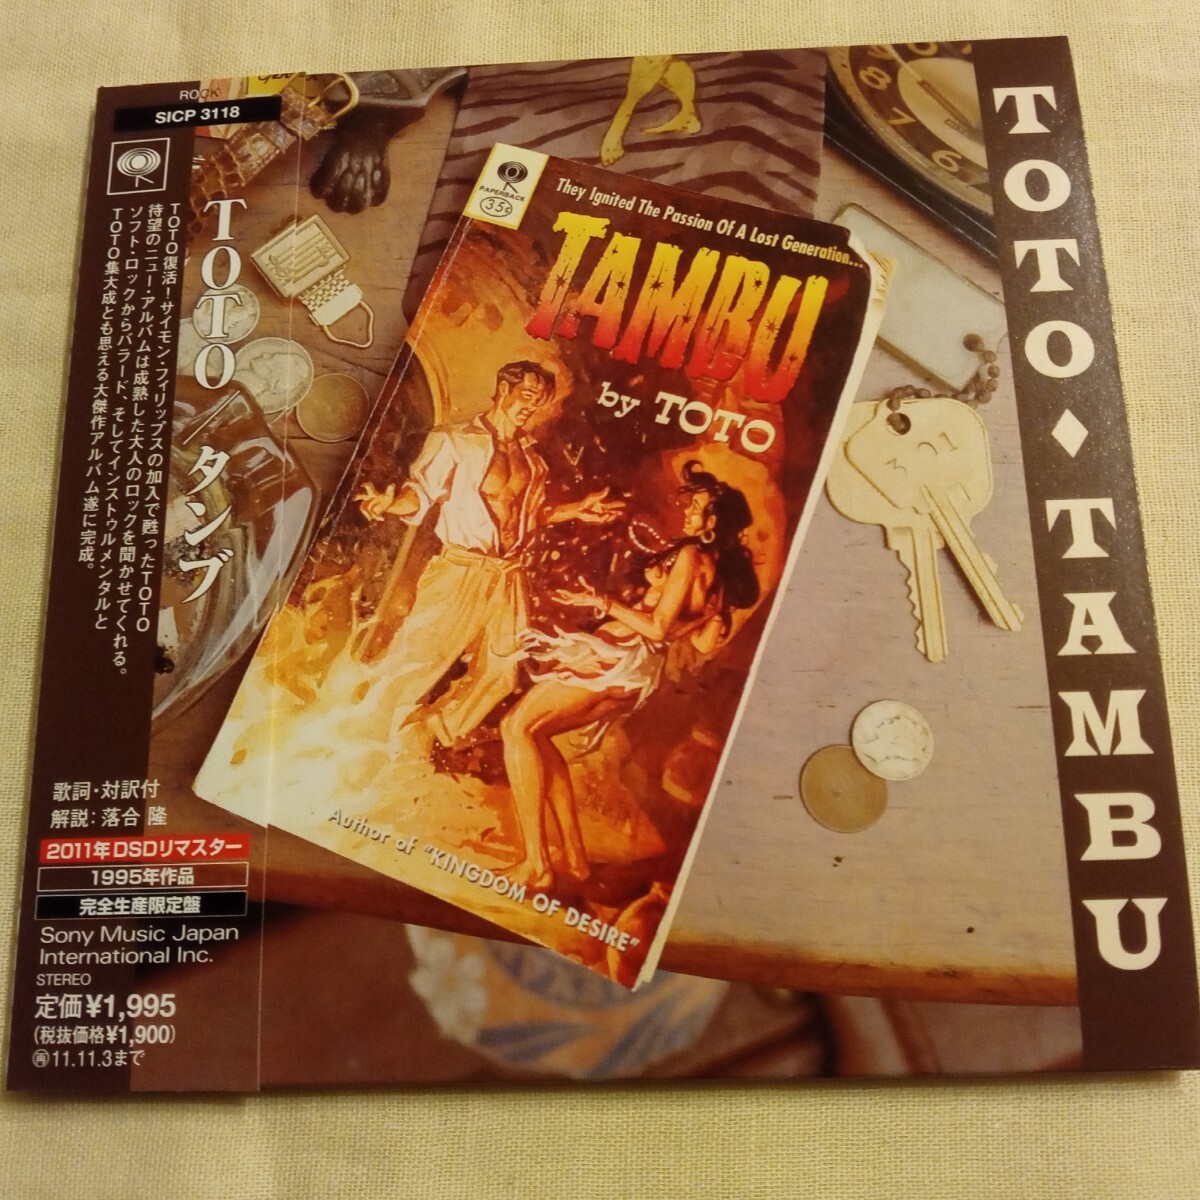 ROCK
SICP 3118
TOTO/タンブ
TOTO復活ーサイモン・フィリップスの加入で甦ったTOTO
待望のニュー・アルバムは成熟した大人のロックを聞かせてくれる。
ソフト・ロックからバラード、そしてインストゥルメンタルと
TOTO集大成とも思える大傑作アルバム遂に完成。
歌詞・対訳付
解説：落合 隆
2011年DSDリマスター
1995年作品
完全生産限定盤
Sony Music Japan
International Inc.
STEREO
定価¥1,995
(税抜価格¥1,900)
㋐11.11.3まで
PAPERBACK
35¢
They Ignited The Passion Of A Lost Generation...
TAMBU
by TOTO
Author of "KINGDOM OF DESIRE"
TOTO♦TAMBU